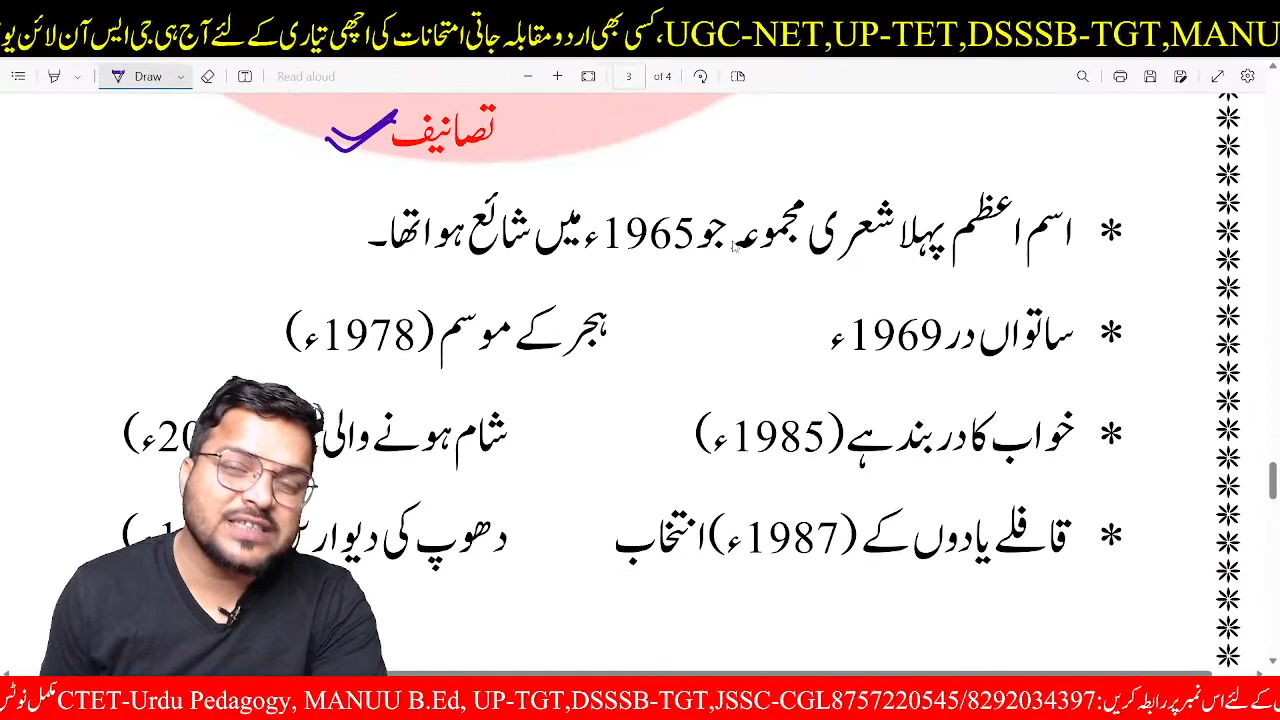 کسی بھی اردو مقابلہ جاتی امتحانات کی اچھی تیاری کے لئے آج ہی جی ایس آن لائن ،UGC-NET,UP-TET,DSSSB-TGT,MANU
Draw
Read aloud
3 of 4
تصانیف
* اسم اعظم پہلا شعری مجموعہ جو 1965ء میں شائع ہوا تھا۔
* ساتواں در 1969ء ہجر کے موسم (1978ء)
* خواب کا در بند ہے (1985ء) شام ہونے والی
* قافلے یادوں کے (1987ء) انتخاب دھوپ کی دیوار
کے لئے اس نمبر پر رابطہ کریں: 8757220545/8292034397 CTET-Urdu Pedagogy, MANUU B.Ed, UP-TGT,DSSSB-TGT,JSSC-CGL مکمل نوٹس